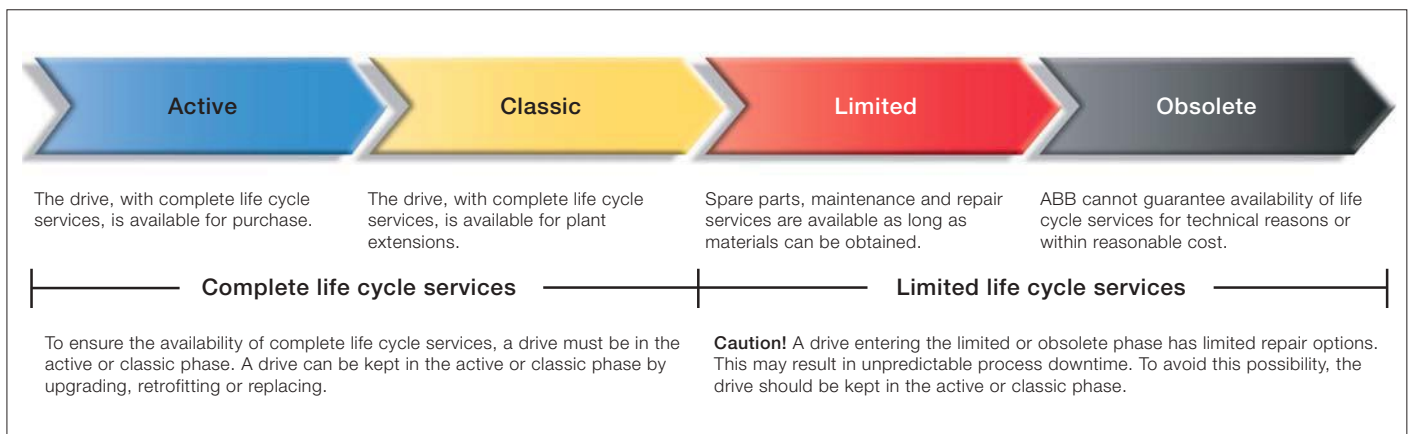 Active
Classic
Limited
Obsolete
The drive, with complete life cycle
services, is available for purchase.
The drive, with complete life cycle
services, is available for plant
extensions.
Spare parts, maintenance and repair
services are available as long as
materials can be obtained.
ABB cannot guarantee availability of life
cycle services for technical reasons or
within reasonable cost.
Complete life cycle services
Limited life cycle services
To ensure the availability of complete life cycle services, a drive must be in the
active or classic phase. A drive can be kept in the active or classic phase by
upgrading, retrofitting or replacing.
Caution! A drive entering the limited or obsolete phase has limited repair options.
This may result in unpredictable process downtime. To avoid this possibility, the
drive should be kept in the active or classic phase.